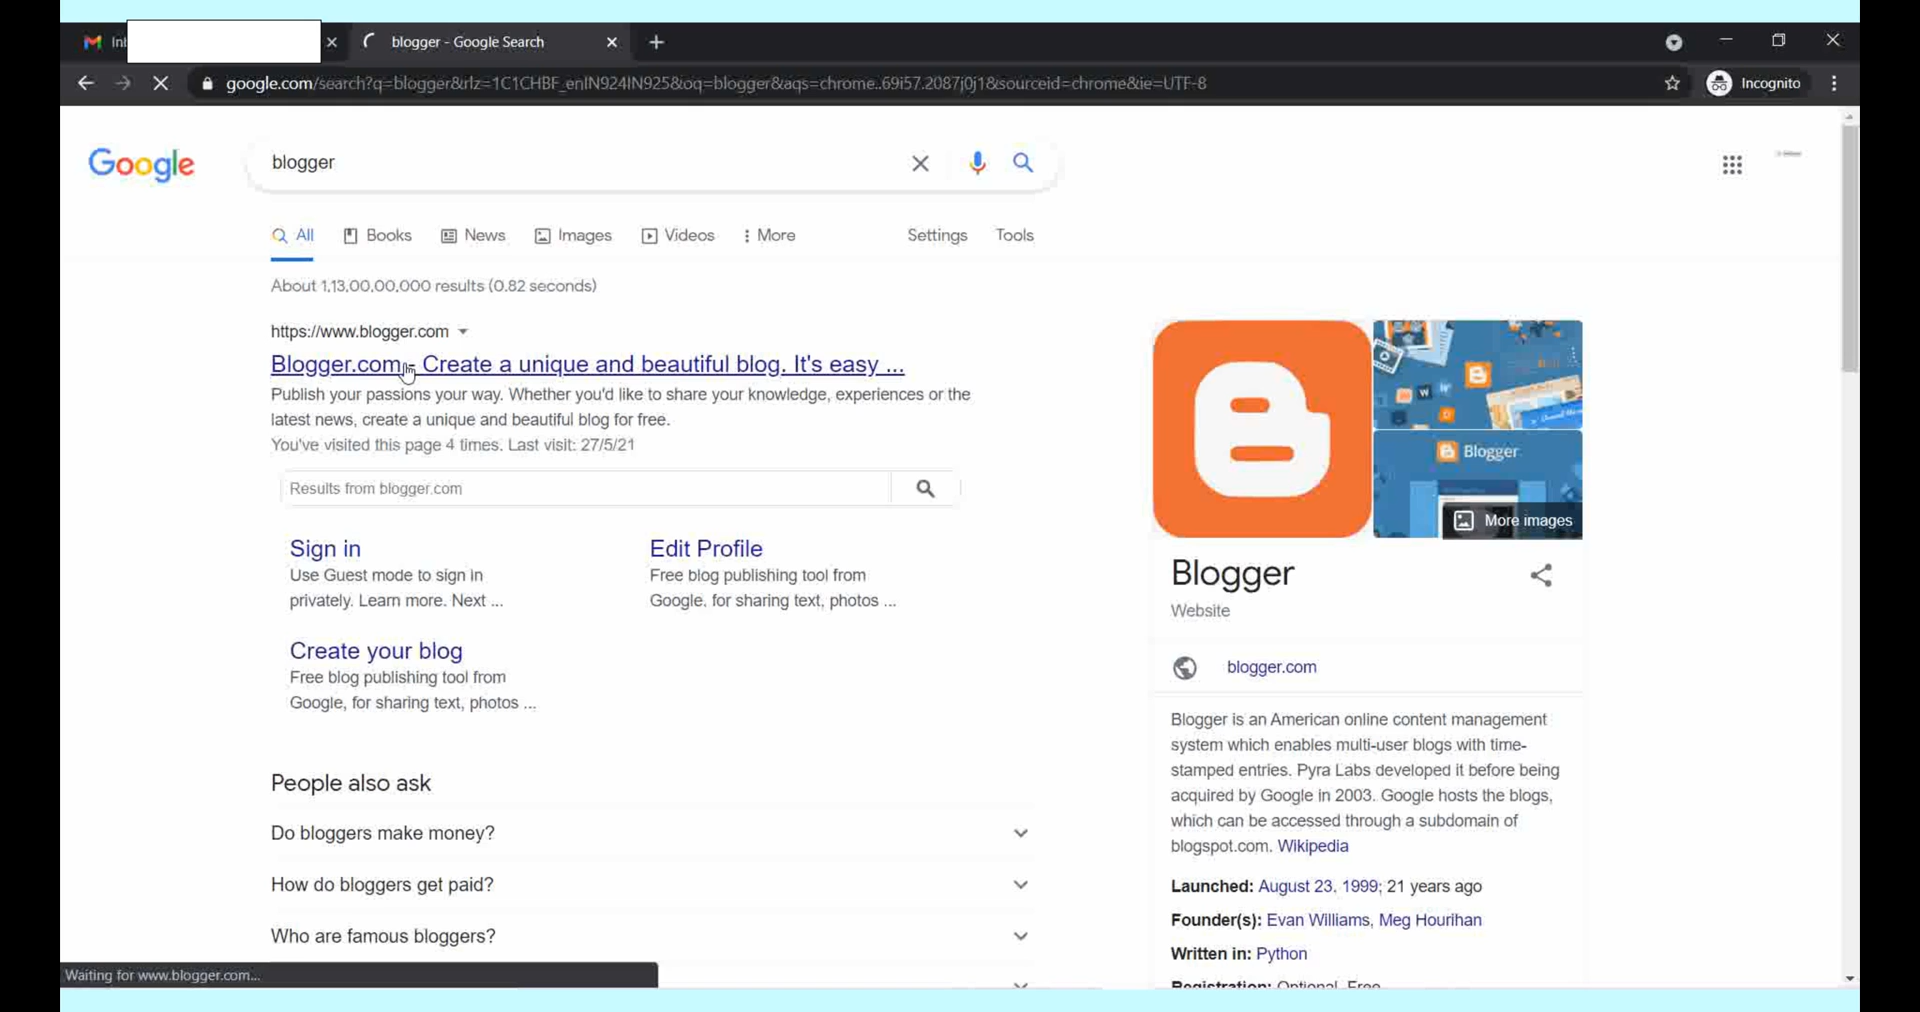 Inb
blogger - Google Search
google.com/search?q=blogger&rlz=1C1CHBF_enIN924IN925&oq=blogger&aqs=chrome..69i57.2087j0j1&sourceid=chrome&ie=UTF-8
Incognito
Google
blogger
All
Books
News
Images
Videos
More
Settings
Tools
About 1,13,00,00,000 results (0.82 seconds)
https://www.blogger.com
Blogger.com - Create a unique and beautiful blog. It's easy ...
Publish your passions your way. Whether you'd like to share your knowledge, experiences or the
latest news, create a unique and beautiful blog for free.
You've visited this page 4 times. Last visit: 27/5/21
Results from blogger.com
Sign in
Use Guest mode to sign in
privately. Learn more. Next ...
Edit Profile
Free blog publishing tool from
Google, for sharing text, photos ...
Create your blog
Free blog publishing tool from
Google, for sharing text, photos ...
People also ask
Do bloggers make money?
How do bloggers get paid?
Who are famous bloggers?
Waiting for www.blogger.com...
Blogger
More images
Blogger
Website
blogger.com
Blogger is an American online content management
system which enables multi-user blogs with time-
stamped entries. Pyra Labs developed it before being
acquired by Google in 2003. Google hosts the blogs,
which can be accessed through a subdomain of
blogspot.com. Wikipedia
Launched: August 23, 1999; 21 years ago
Founder(s): Evan Williams, Meg Hourihan
Written in: Python
Registration: Optional, Free